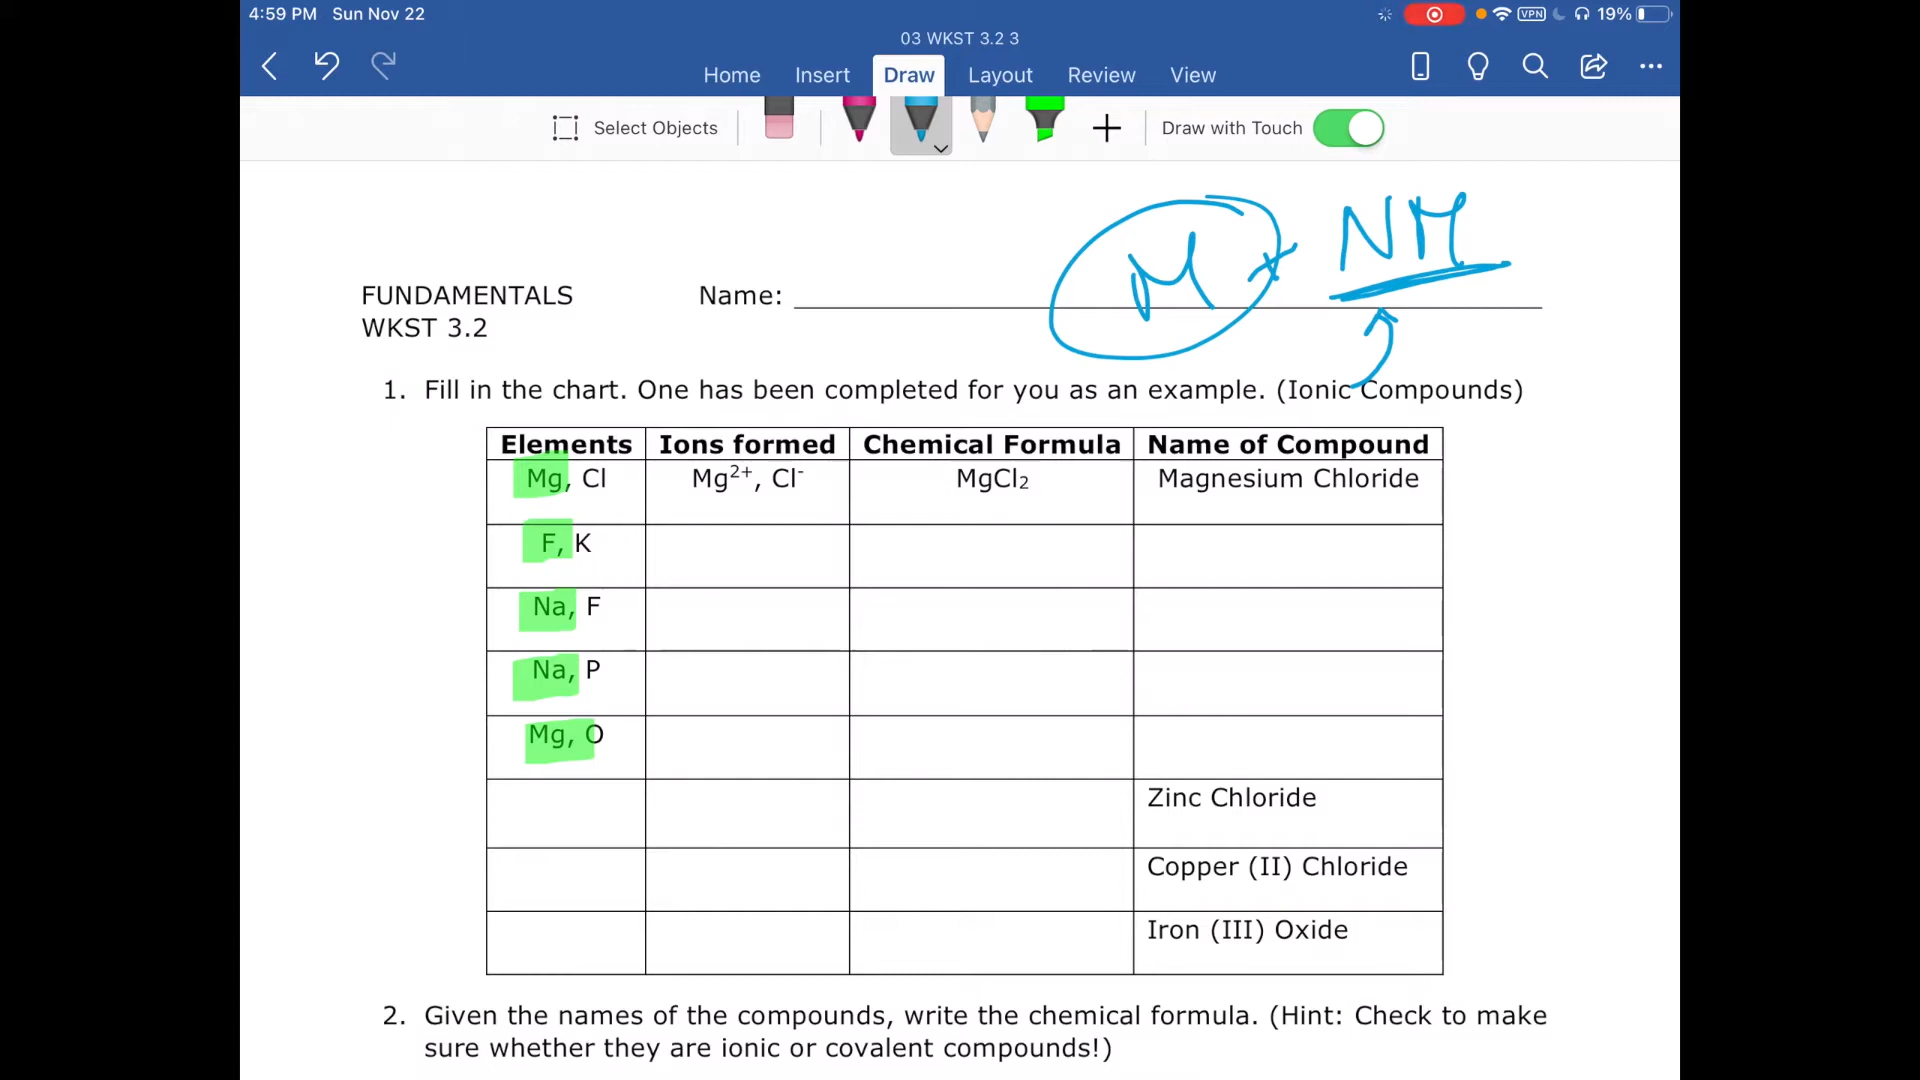 4:59 PM Sun Nov 22
VPN 19%
03 WKST 3.2 3
Home Insert Draw Layout Review View
Select Objects
Draw with Touch
M + NM
FUNDAMENTALS Name:
WKST 3.2
1. Fill in the chart. One has been completed for you as an example. (Ionic Compounds)
Elements Ions formed Chemical Formula Name of Compound
Mg, Cl Mg²⁺, Cl⁻ MgCl₂ Magnesium Chloride
F, K
Na, F
Na, P
Mg, O
Zinc Chloride
Copper (II) Chloride
Iron (III) Oxide
2. Given the names of the compounds, write the chemical formula. (Hint: Check to make
sure whether they are ionic or covalent compounds!)